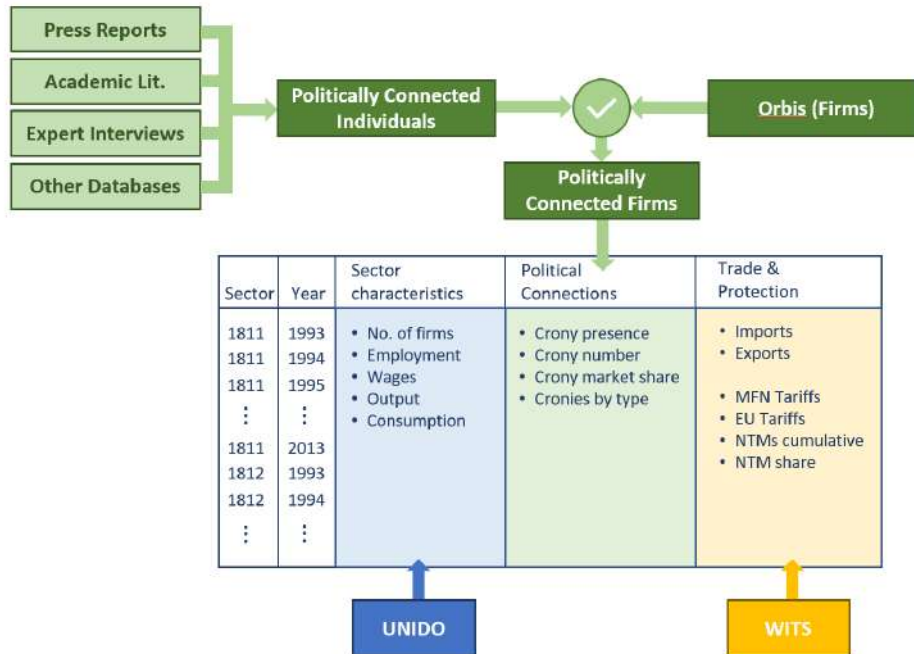 Press Reports
Academic Lit.
Expert Interviews
Other Databases
Politically Connected
Individuals
Orbis (Firms)
Politically
Connected Firms
Sector Year
Sector
characteristics
Political
Connections
Trade &
Protection
1811 1993
1811 1994
1811 1995
⋮ ⋮
1811 2013
1812 1993
1812 1994
⋮ ⋮
• No. of firms
• Employment
• Wages
• Output
• Consumption
• Crony presence
• Crony number
• Crony market share
• Cronies by type
• Imports
• Exports
• MFN Tariffs
• EU Tariffs
• NTMs cumulative
• NTM share
UNIDO
WITS